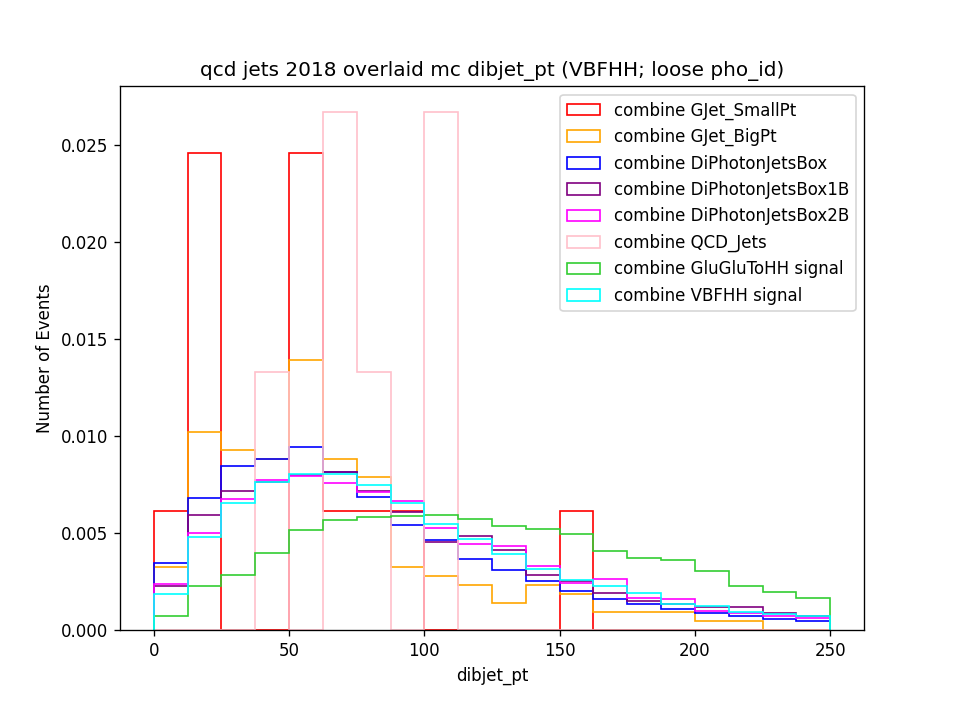 qcd jets 2018 overlaid mc dibjet_pt (VBFHH; loose pho_id)
combine GJet_SmallPt
combine GJet_BigPt
combine DiPhotonJetsBox
combine DiPhotonJetsBox1B
combine DiPhotonJetsBox2B
combine QCD_Jets
combine GluGluToHH signal
combine VBFHH signal
Number of Events
0.025
0.020
0.015
0.010
0.005
0.000
0 50 100 150 200 250
dibjet_pt